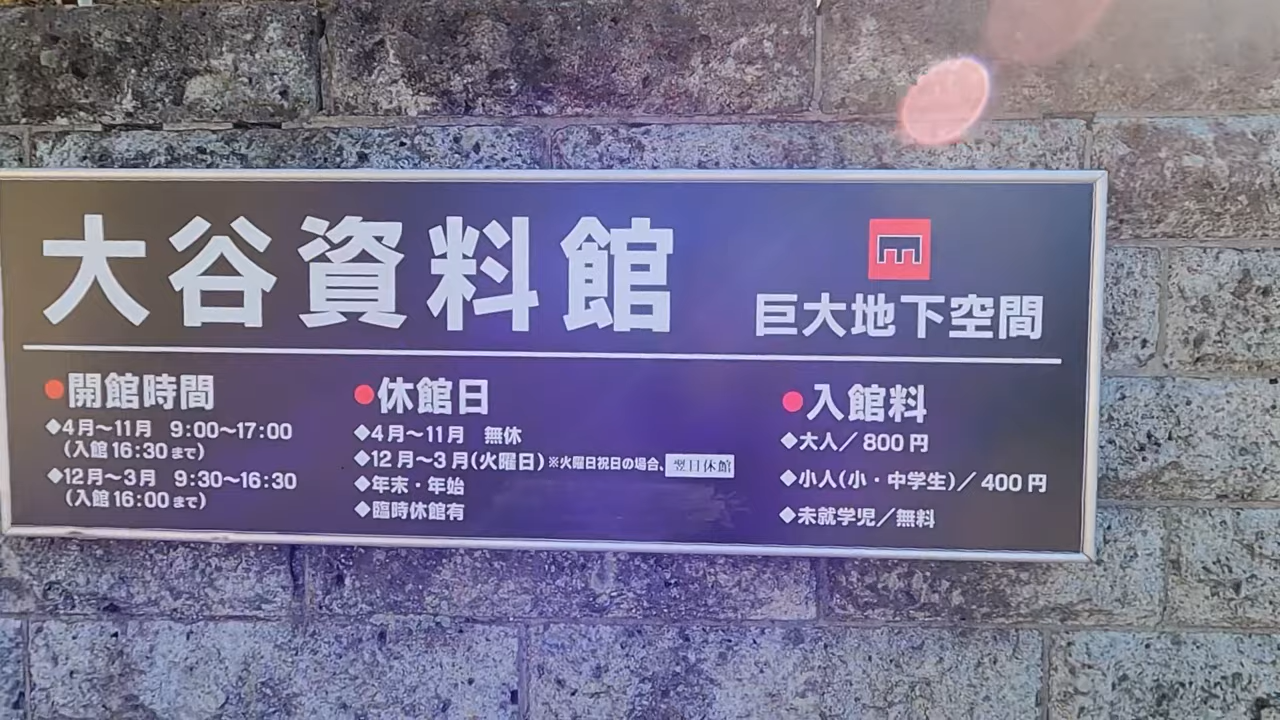 大谷資料館
巨大地下空間
●開館時間
◆4月～11月 9:00～17:00
(入館16:30まで)
◆12月～3月 9:30～16:30
(入館16:00まで)
●休館日
◆4月～11月 無休
◆12月～3月(火曜日)※火曜日祝日の場合、翌日休館
◆年末・年始
◆臨時休館有
●入館料
◆大人／800円
◆小人(小・中学生)／400円
◆未就学児／無料